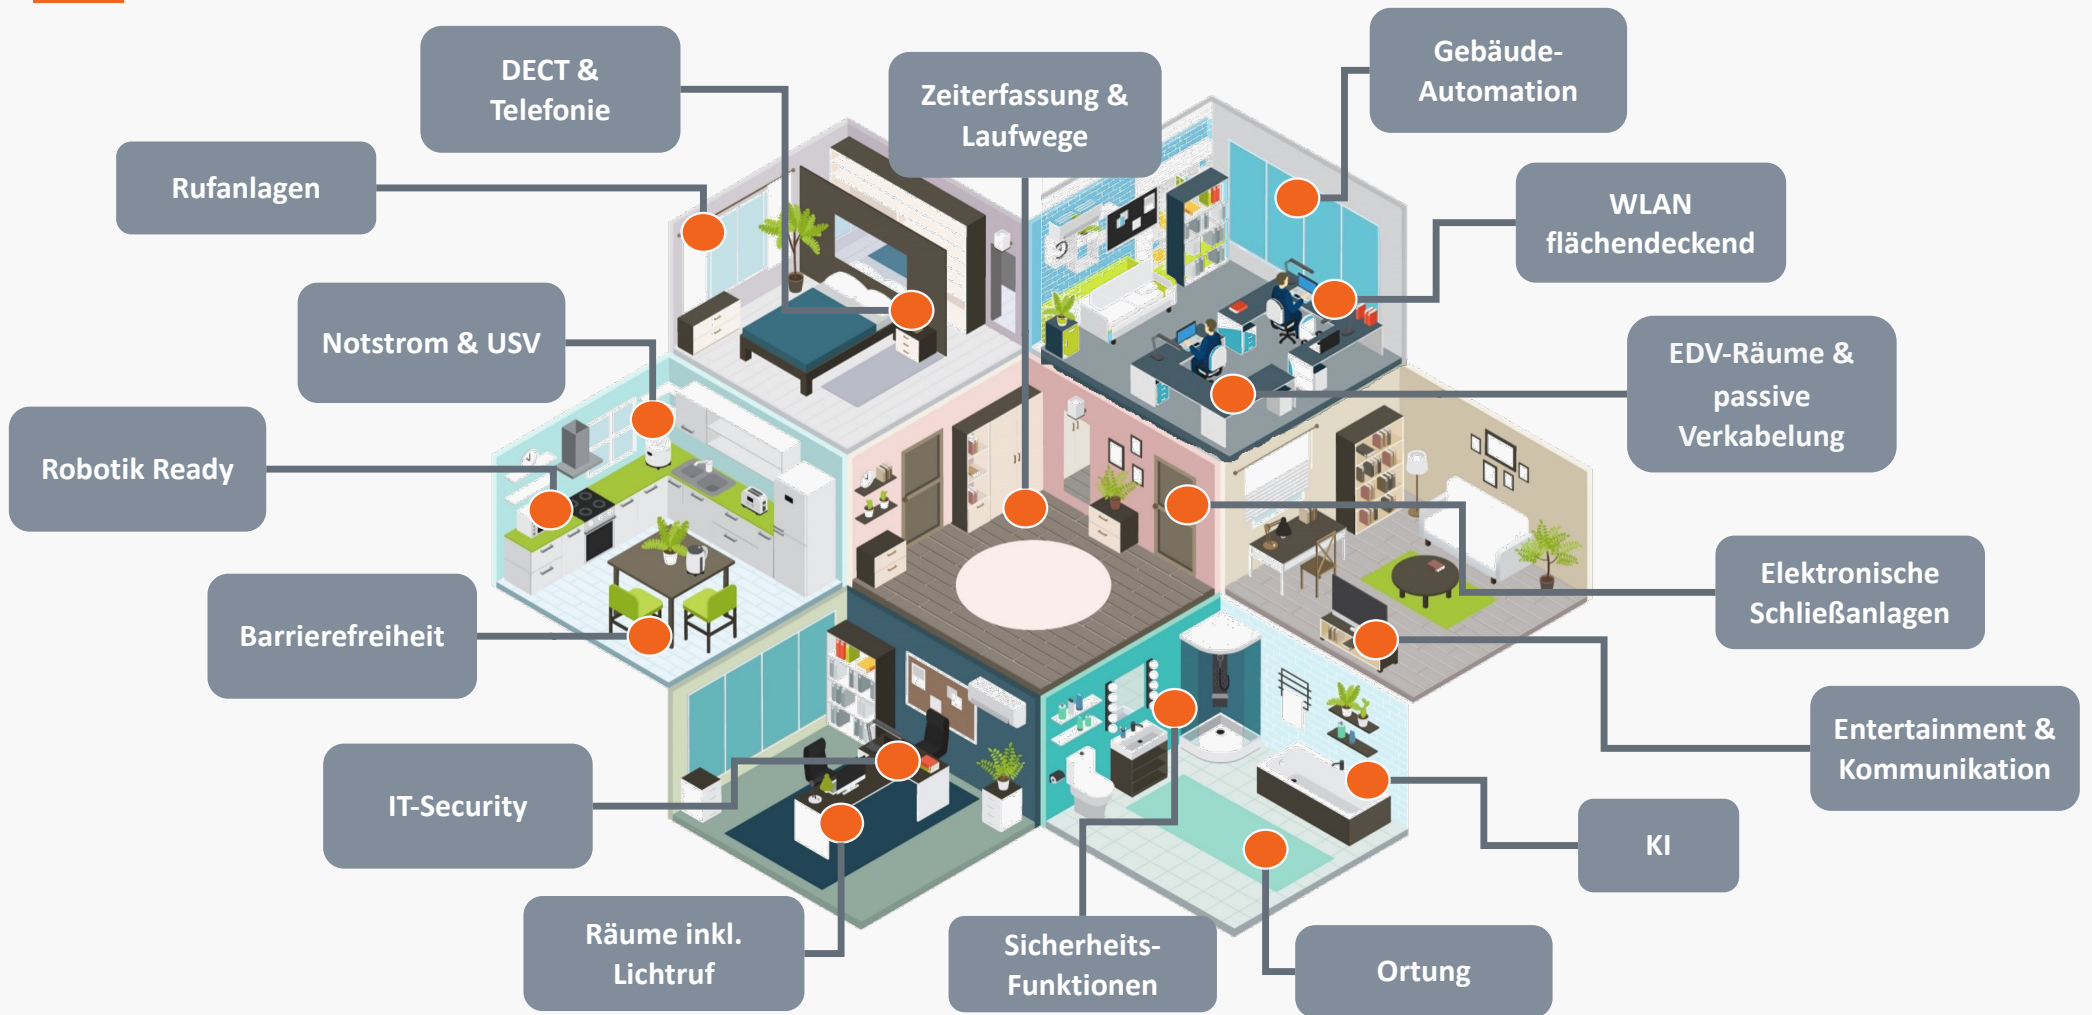 DECT &
Telefonie
Zeiterfassung &
Laufwege
Gebäude-
Automation
Rufanlagen
WLAN
flächendeckend
Notstrom & USV
EDV-Räume &
passive
Verkabelung
Robotik Ready
Elektronische
Schließanlagen
Barrierefreiheit
Entertainment &
Kommunikation
IT-Security
KI
Räume inkl.
Lichtruf
Sicherheits-
Funktionen
Ortung